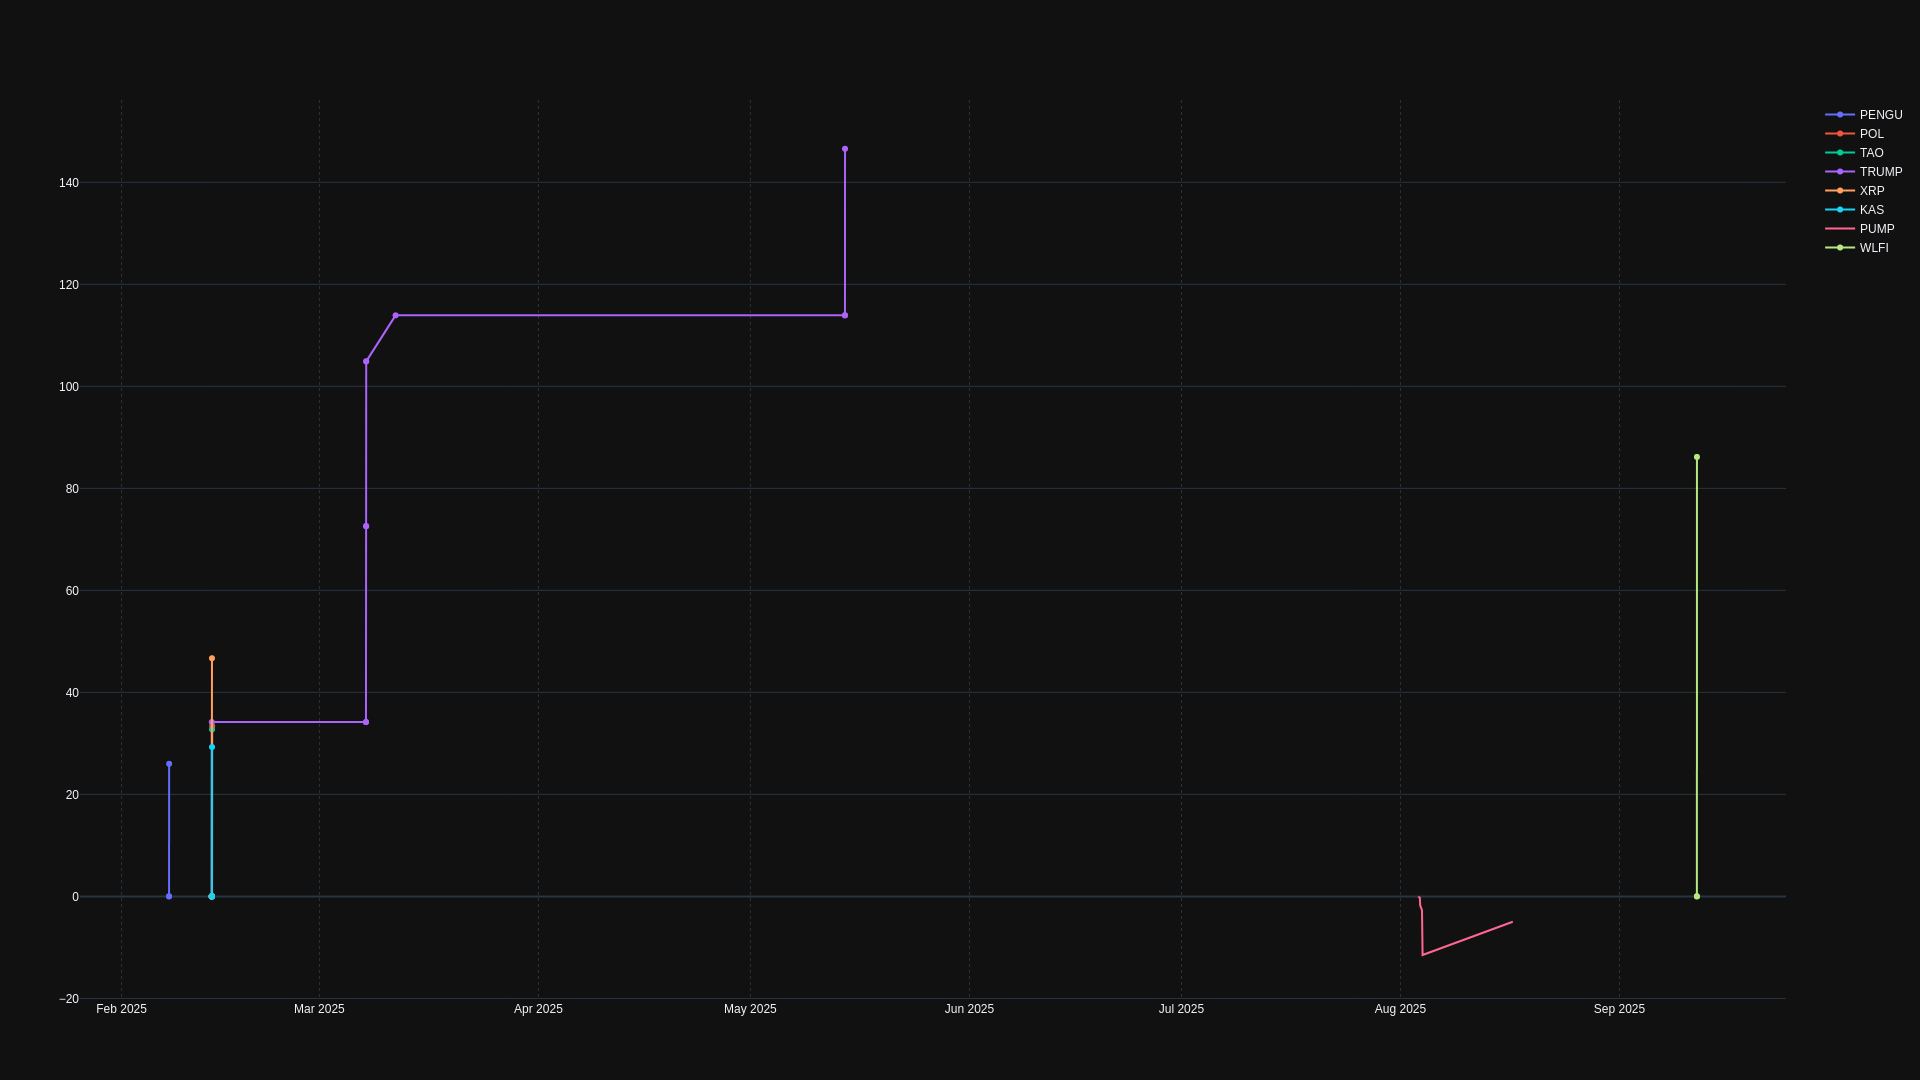 PENGU
POL
TAO
TRUMP
XRP
KAS
PUMP
WLFI
140
120
100
80
60
40
20
0
−20
Feb 2025 Mar 2025 Apr 2025 May 2025 Jun 2025 Jul 2025 Aug 2025 Sep 2025